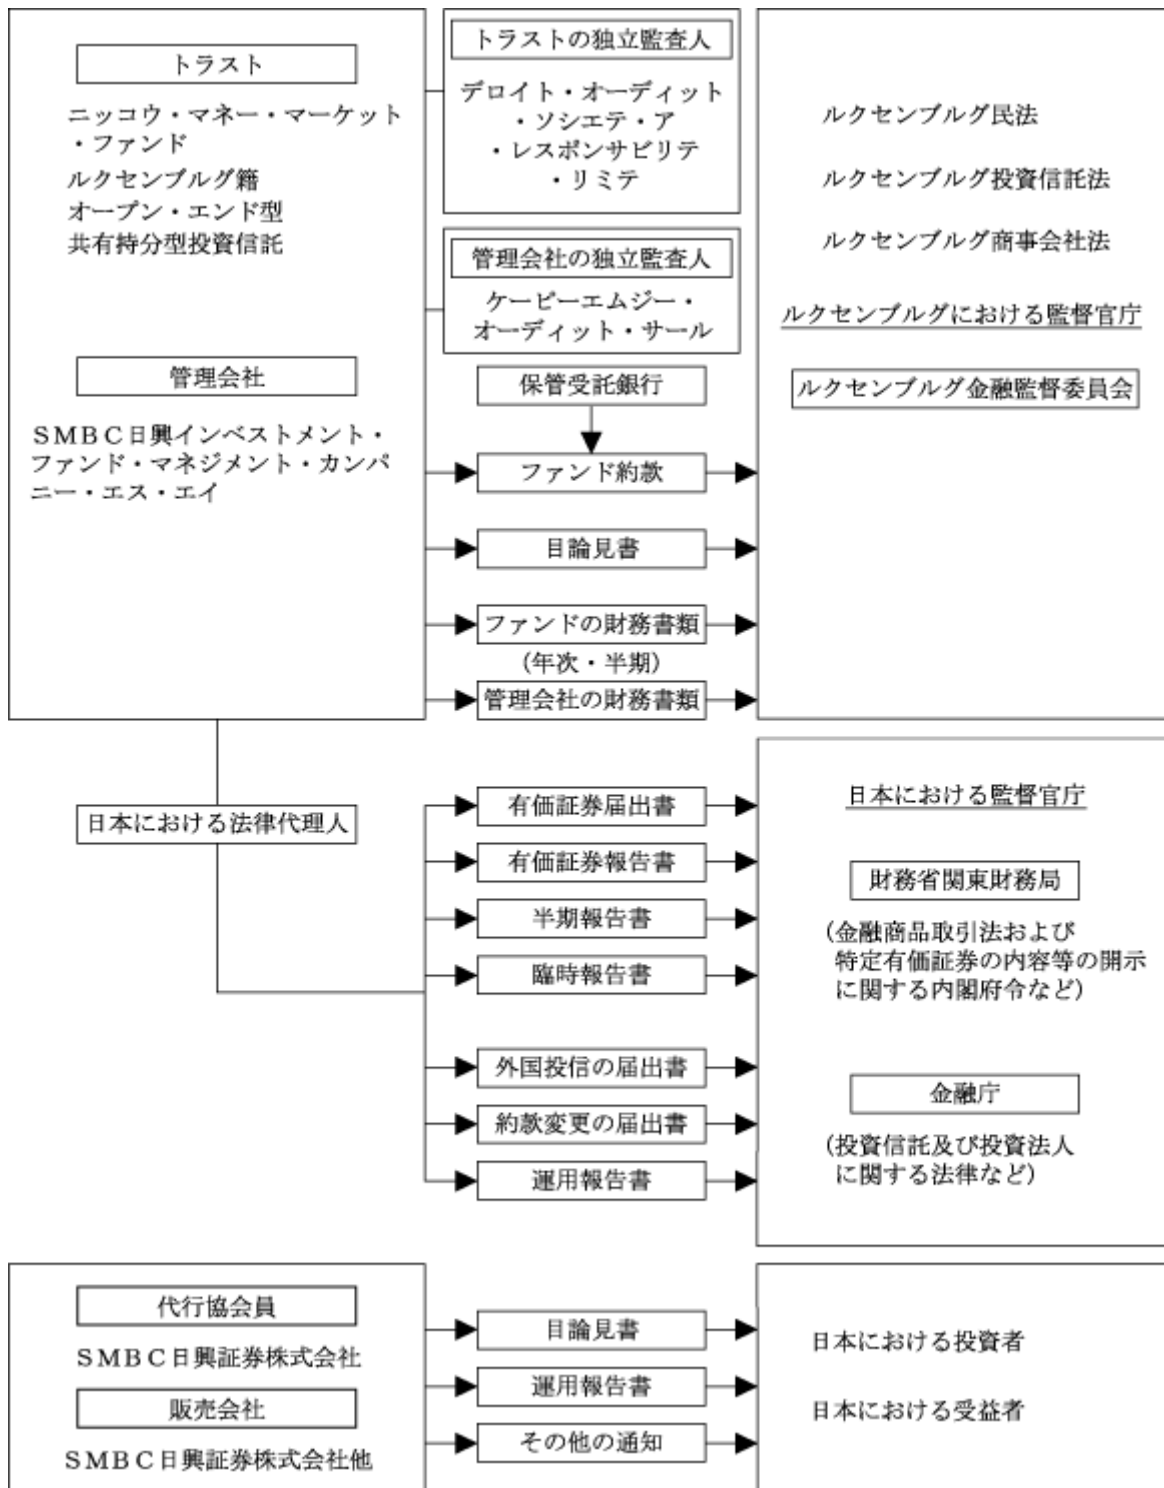 トラスト
ニッコウ・マネー・マーケット
・ファンド
ルクセンブルグ籍
オープン・エンド型
共有持分型投資信託
管理会社
ＳＭＢＣ日興インベストメント・
ファンド・マネジメント・カンパ
ニー・エス・エイ
トラストの独立監査人
デロイト・オーディット
・ソシエテ・ア
・レスポンサビリテ
・リミテ
管理会社の独立監査人
ケーピーエムジー・
オーディット・サール
保管受託銀行
ファンド約款
目論見書
ファンドの財務書類
（年次・半期）
管理会社の財務書類
ルクセンブルグ民法
ルクセンブルグ投資信託法
ルクセンブルグ商事会社法
ルクセンブルグにおける監督官庁
ルクセンブルグ金融監督委員会
日本における法律代理人
有価証券届出書
有価証券報告書
半期報告書
臨時報告書
外国投信の届出書
約款変更の届出書
運用報告書
日本における監督官庁
財務省関東財務局
（金融商品取引法および
特定有価証券の内容等の開示
に関する内閣府令など）
金融庁
（投資信託及び投資法人
に関する法律など）
代行協会員
ＳＭＢＣ日興証券株式会社
販売会社
ＳＭＢＣ日興証券株式会社他
目論見書
運用報告書
その他の通知
日本における投資者
日本における受益者